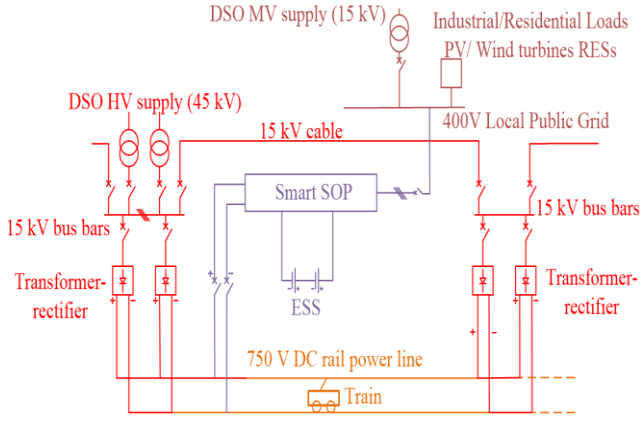 DSO MV supply (15 kV)
Industrial/Residential Loads
PV/ Wind turbines RESs
DSO HV supply (45 kV)
400V Local Public Grid
15 kV cable
Smart SOP
15 kV bus bars
15 kV bus bars
Transformer-
rectifier
ESS
Transformer-
rectifier
+ −
+ −
+ −
+ −
+ −
+ −
750 V DC rail power line
Train